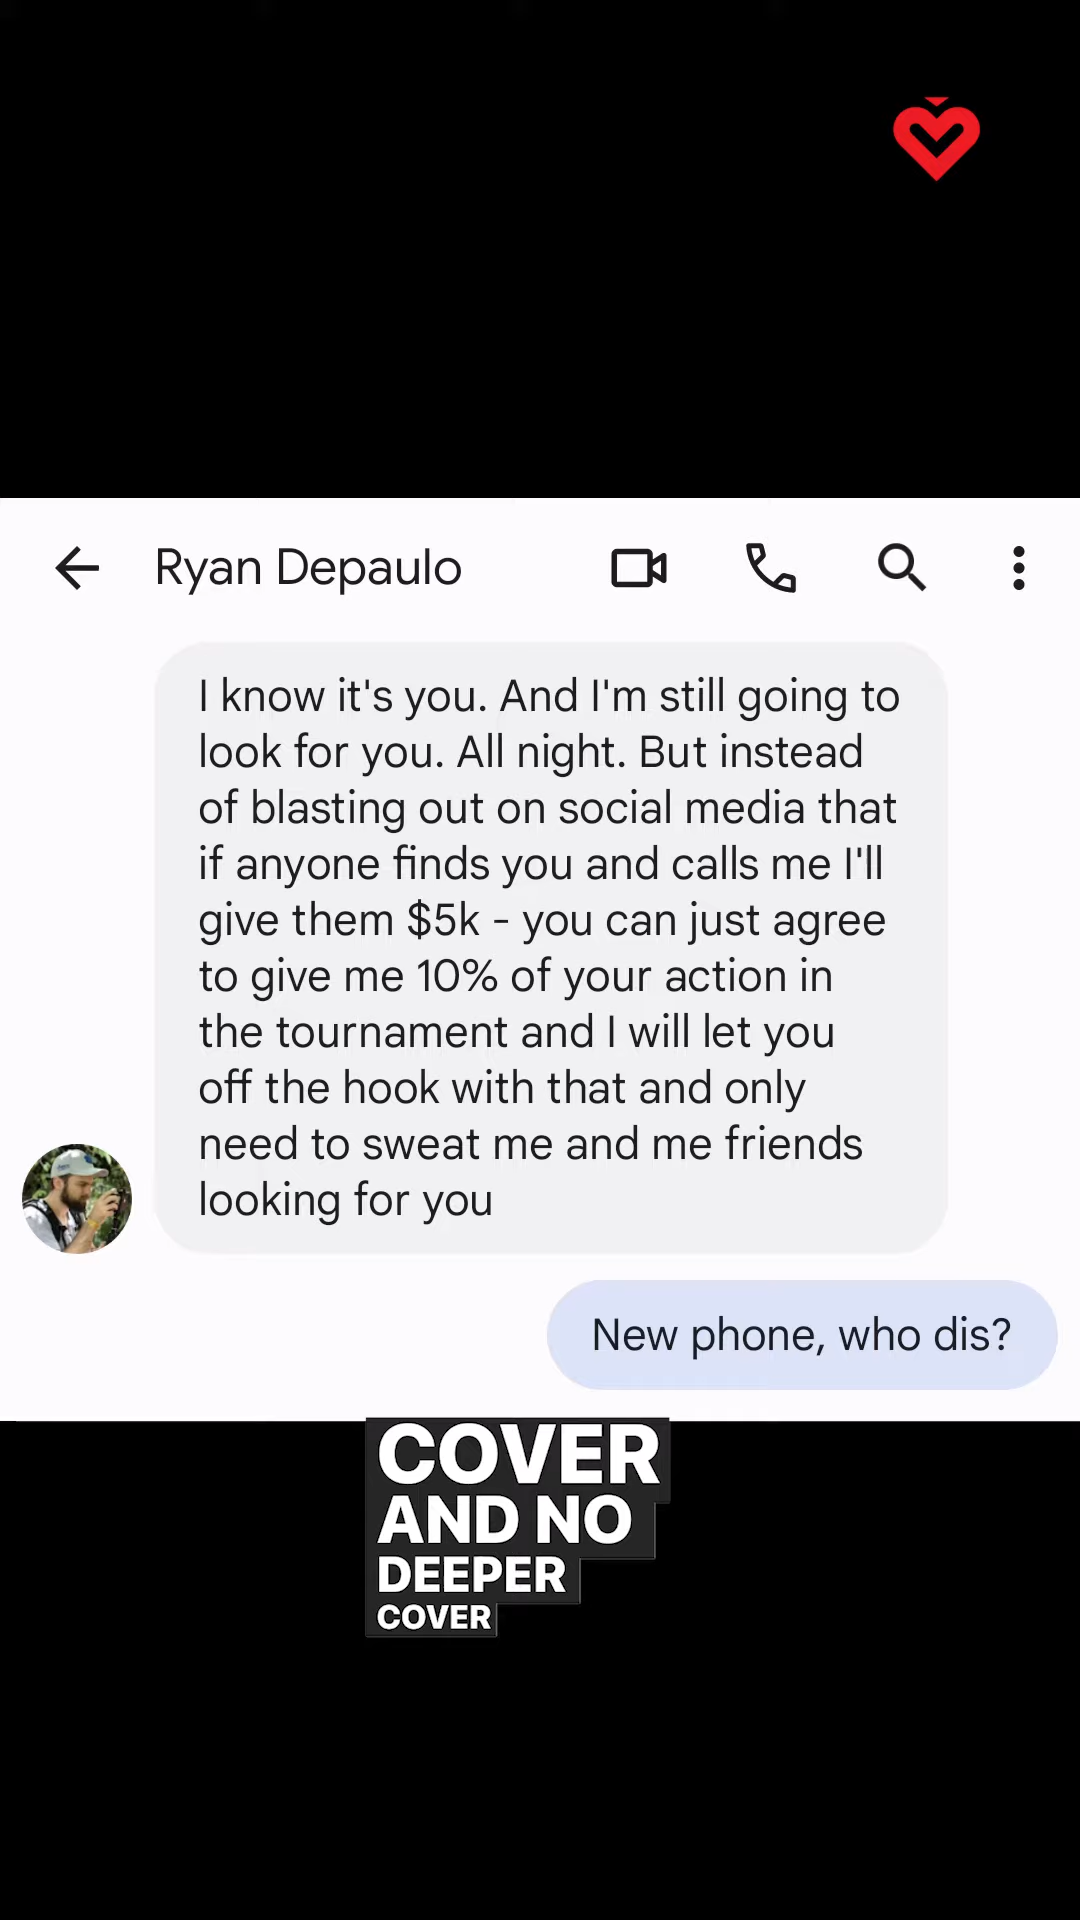 Ryan Depaulo
I know it's you. And I'm still going to
look for you. All night. But instead
of blasting out on social media that
if anyone finds you and calls me I'll
give them $5k - you can just agree
to give me 10% of your action in
the tournament and I will let you
off the hook with that and only
need to sweat me and me friends
looking for you
New phone, who dis?
COVER
AND NO
DEEPER
COVER